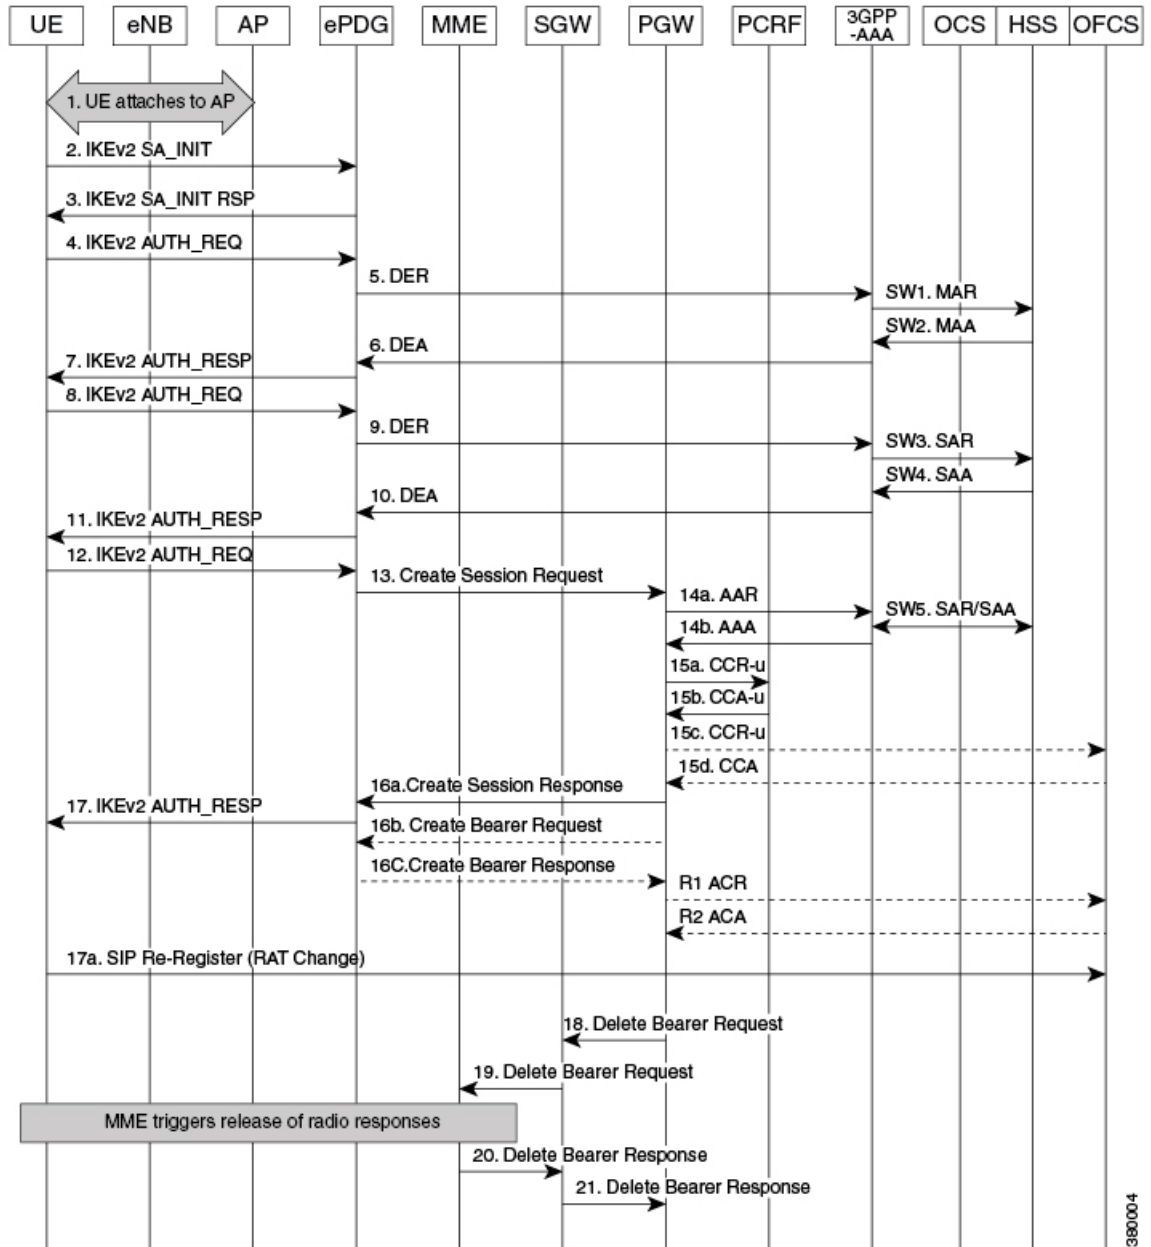 UE eNB AP ePDG MME SGW PGW PCRF 3GPP OCS HSS OFCS
-AAA
1. UE attaches to AP
2. IKEv2 SA_INIT
3. IKEv2 SA_INIT RSP
4. IKEv2 AUTH_REQ
5. DER
SW1. MAR
SW2. MAA
6. DEA
7. IKEv2 AUTH_RESP
8. IKEv2 AUTH_REQ
9. DER
SW3. SAR
SW4. SAA
10. DEA
11. IKEv2 AUTH_RESP
12. IKEv2 AUTH_REQ
13. Create Session Request
14a. AAR
SW5. SAR/SAA
14b. AAA
15a. CCR-u
15b. CCA-u
15c. CCR-u
15d. CCA
16a.Create Session Response
17. IKEv2 AUTH_RESP
16b. Create Bearer Request
16C.Create Bearer Response
R1 ACR
R2 ACA
17a. SIP Re-Register (RAT Change)
18. Delete Bearer Request
19. Delete Bearer Request
MME triggers release of radio responses
20. Delete Bearer Response
21. Delete Bearer Response
380004